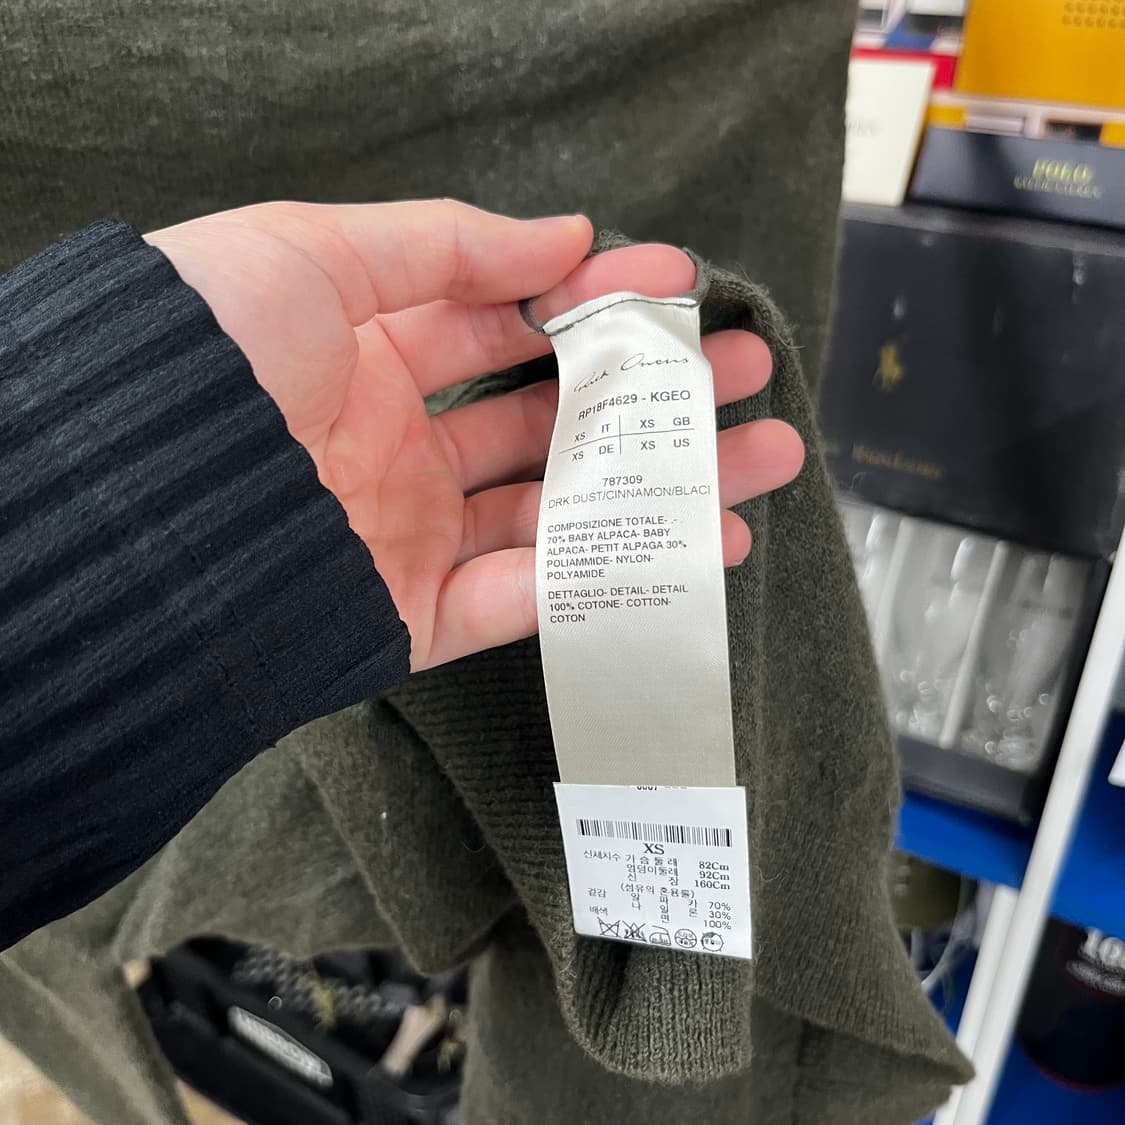 Rick Owens
RP18F4629 - KGEO
XS IT XS GB
XS DE XS US
787309
DRK DUST/CINNAMON/BLACI
COMPOSIZIONE TOTALE- .-
70% BABY ALPACA- BABY
ALPACA- PETIT ALPAGA 30%
POLIAMMIDE- NYLON-
POLYAMIDE
DETTAGLIO- DETAIL- DETAIL
100% COTONE- COTTON-
COTON
XS
신체치수 가슴둘레 82Cm
엉덩이둘레 92Cm
신 장 160Cm
(섬유의 혼용률)
겉감 알 파 카 70%
나 일 론 30%
배색 면 100%
POLO